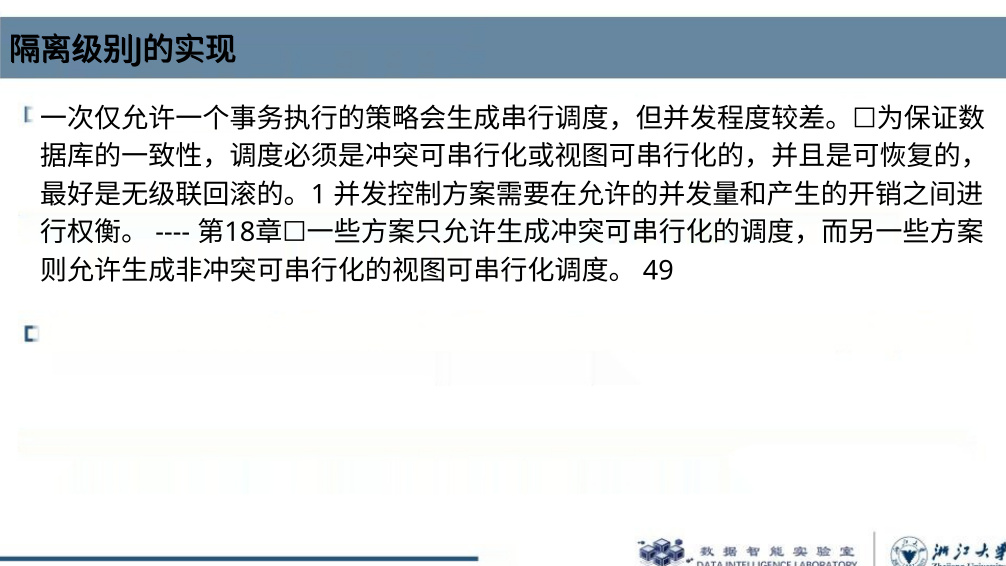 隔离级别J的实现
一次仅允许一个事务执行的策略会生成串行调度，但并发程度较差。☐为保证数
据库的一致性，调度必须是冲突可串行化或视图可串行化的，并且是可恢复的，
最好是无级联回滚的。1 并发控制方案需要在允许的并发量和产生的开销之间进
行权衡。 ---- 第18章☐一些方案只允许生成冲突可串行化的调度，而另一些方案
则允许生成非冲突可串行化的视图可串行化调度。 49
数据智能实验室
DATA INTELLIGENCE LABORATORY
浙江大学
Zhejiang University